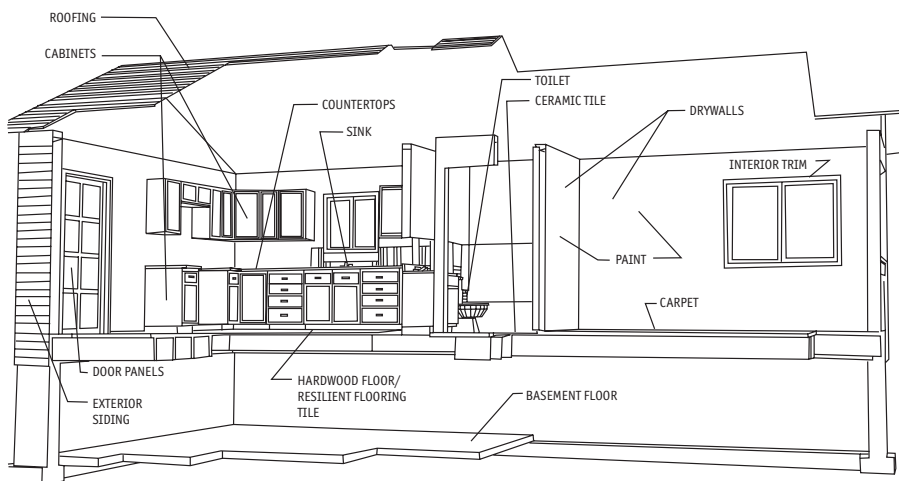 ROOFING
CABINETS
COUNTERTOPS
SINK
TOILET
CERAMIC TILE
DRYWALLS
INTERIOR TRIM
PAINT
CARPET
DOOR PANELS
EXTERIOR
SIDING
HARDWOOD FLOOR/
RESILIENT FLOORING
TILE
BASEMENT FLOOR